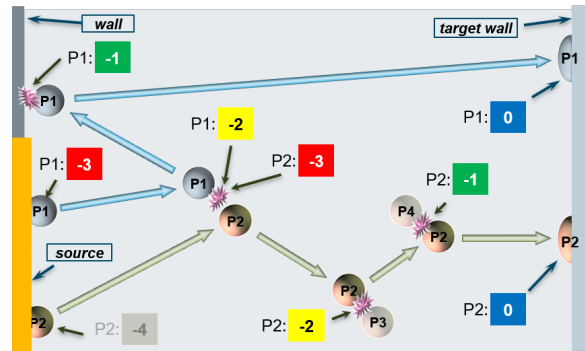 wall
target wall
P1: -1
P1
P1
P1: -2
P1: 0
P1: -3
P2: -3
P2: -1
P1
P4
P1
P2
P2
P2
source
P2
P2: 0
P2
P2: -4
P2: -2
P3